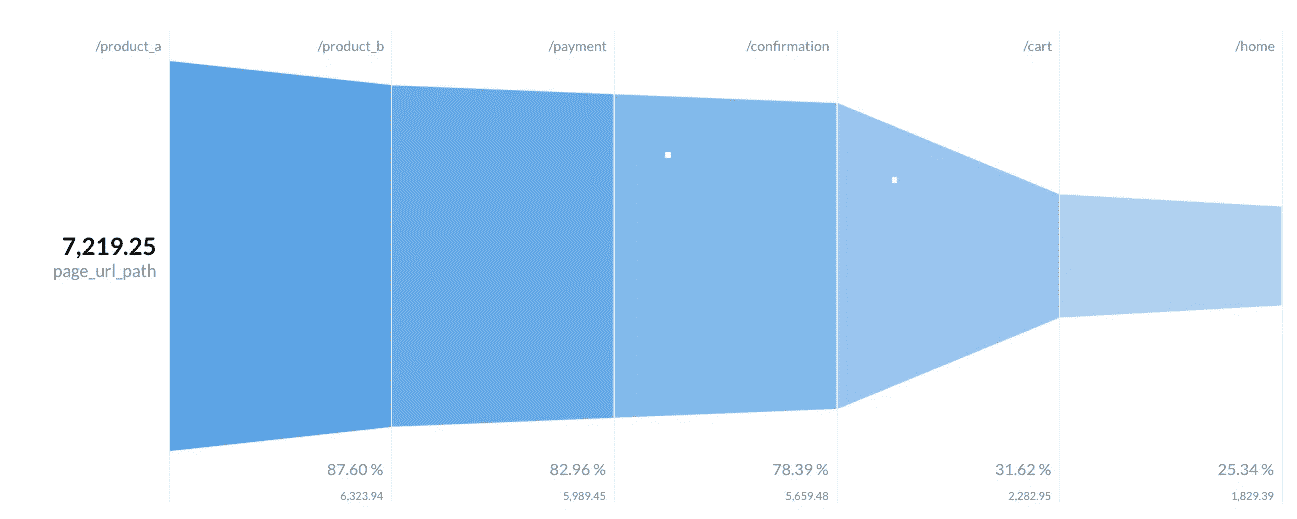 /product_a
/product_b
/payment
/confirmation
/cart
/home
7,219.25
page_url_path
87.60 %
82.96 %
78.39 %
31.62 %
25.34 %
6,323.94
5,989.45
5,659.48
2,282.95
1,829.39